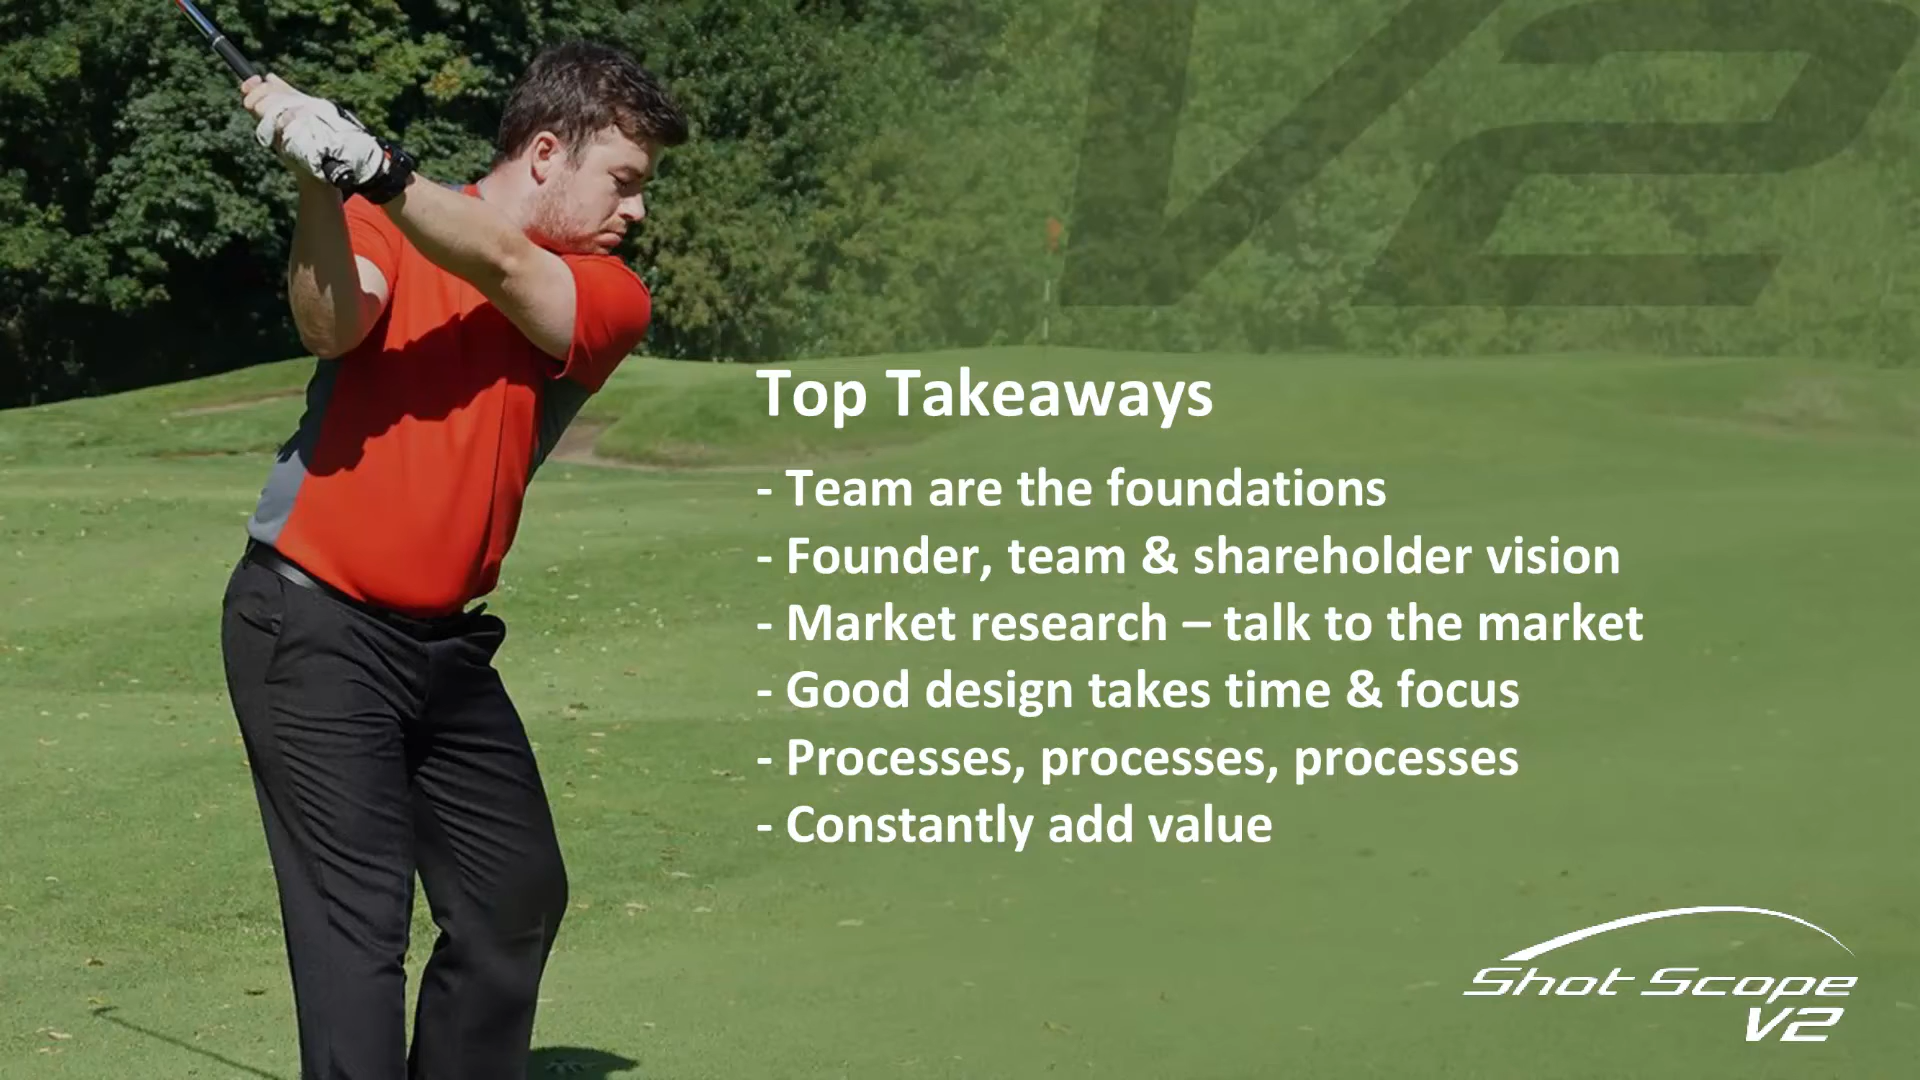 V2
Top Takeaways
- Team are the foundations
- Founder, team & shareholder vision
- Market research – talk to the market
- Good design takes time & focus
- Processes, processes, processes
- Constantly add value
Shot Scope
V2